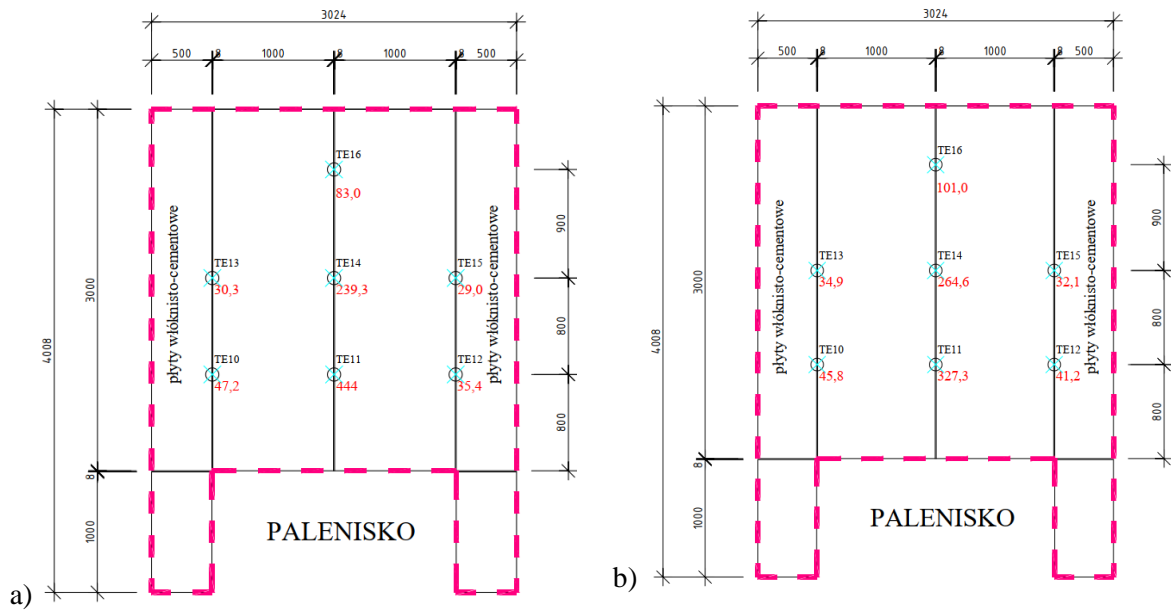 3024
500
8
1000
8
1000
8
500
4008
3000
8
1000
TE16
83,0
TE13
30,3
TE14
239,3
TE15
29,0
TE10
47,2
TE11
444
TE12
35,4
900
800
800
płyty włóknisto-cementowe
płyty włóknisto-cementowe
PALENISKO
a)
3024
500
8
1000
8
1000
8
500
4008
3000
8
1000
TE16
101,0
TE13
34,9
TE14
264,6
TE15
32,1
TE10
45,8
TE11
327,3
TE12
41,2
900
800
800
płyty włóknisto-cementowe
płyty włóknisto-cementowe
PALENISKO
b)